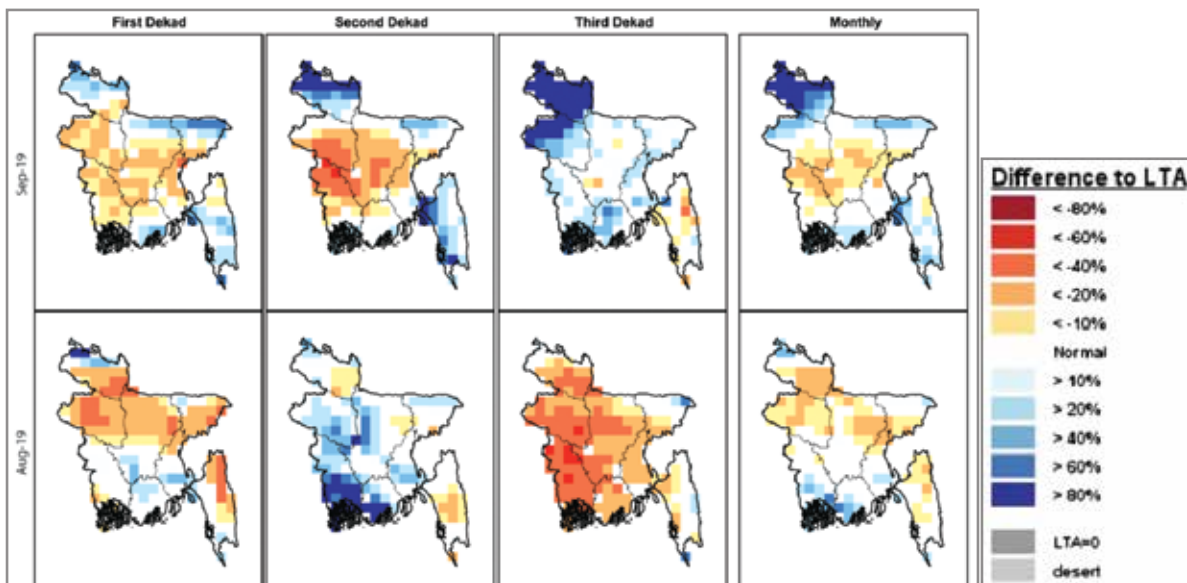 First Dekad
Second Dekad
Third Dekad
Monthly
Sep-19
Aug-19
Difference to LTA
< -80%
< -60%
< -40%
< -20%
< -10%
Normal
> 10%
> 20%
> 40%
> 60%
> 80%
LTA=0
desert